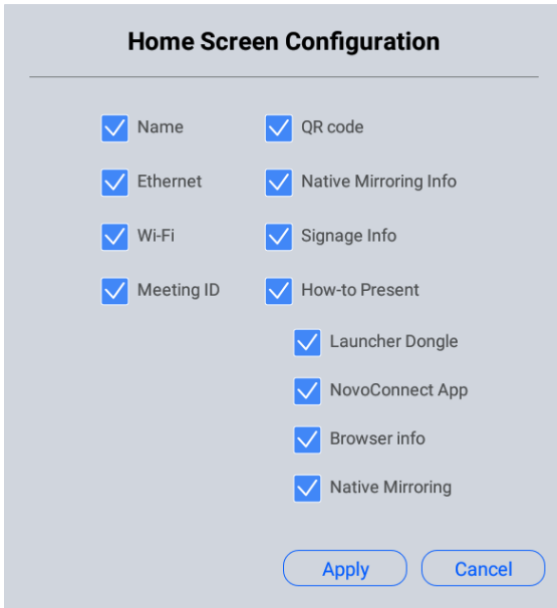 Home Screen Configuration
Name
QR code
Ethernet
Native Mirroring Info
Wi-Fi
Signage Info
Meeting ID
How-to Present
Launcher Dongle
NovoConnect App
Browser info
Native Mirroring
Apply
Cancel